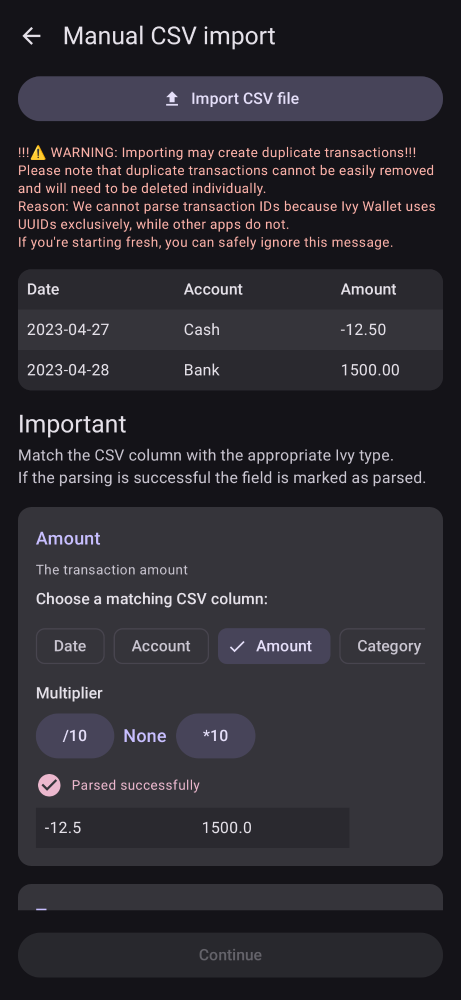 Manual CSV import
Import CSV file
!!!⚠️ WARNING: Importing may create duplicate transactions!!!
Please note that duplicate transactions cannot be easily removed
and will need to be deleted individually.
Reason: We cannot parse transaction IDs because Ivy Wallet uses
UUIDs exclusively, while other apps do not.
If you're starting fresh, you can safely ignore this message.
Date Account Amount
2023-04-27 Cash -12.50
2023-04-28 Bank 1500.00
Important
Match the CSV column with the appropriate Ivy type.
If the parsing is successful the field is marked as parsed.
Amount
The transaction amount
Choose a matching CSV column:
Date Account Amount Category
Multiplier
/10 None *10
Parsed successfully
-12.5 1500.0
Continue